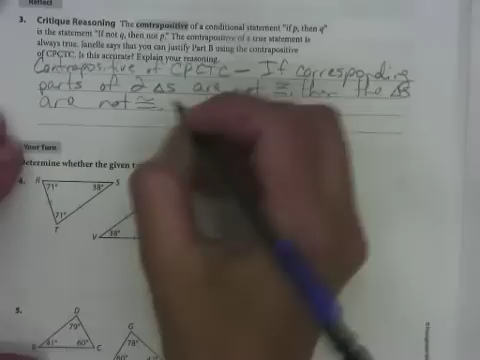 Reflect
3. Critique Reasoning The contrapositive of a conditional statement "if p, then q"
is the statement "If not q, then not p." The contrapositive of a true statement is
always true. Janelle says that you can justify Part B using the contrapositive
of CPCTC. Is this accurate? Explain your reasoning.
Contrapositive of CPCTC – If corresponding
parts of 2 Δs are not ≅, then the Δs
are not ≅.
Your Turn
Determine whether the given
4.
71° 38° S
71°
T
V 38°
5.
D
79°
41° 60° C
G
78°
60°